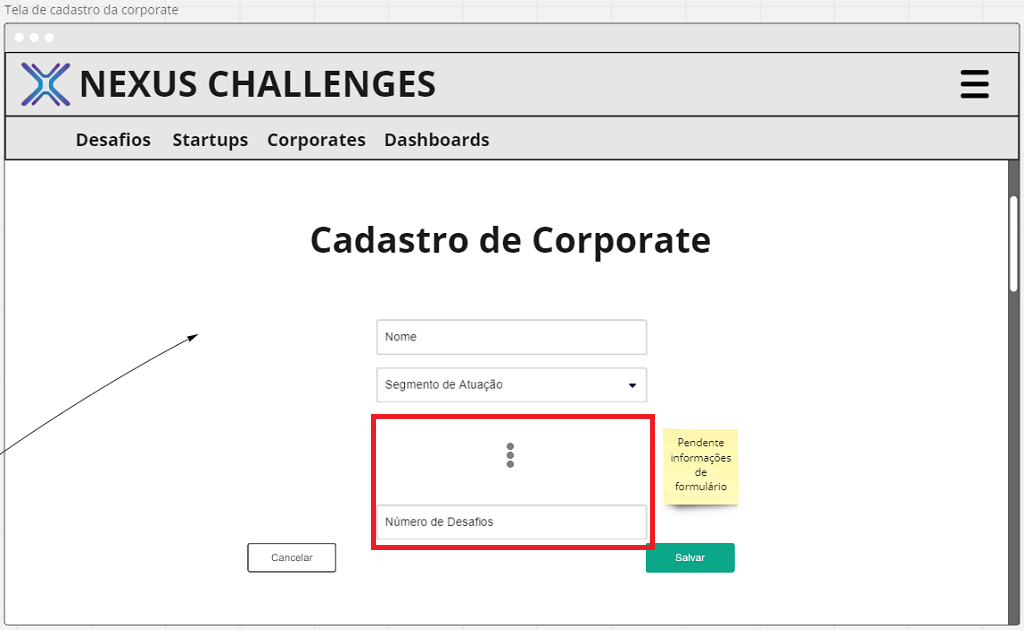 Tela de cadastro da corporate
NEXUS CHALLENGES
Desafios Startups Corporates Dashboards
Cadastro de Corporate
Nome
Segmento de Atuação
Pendente
informações
de
formulário
Número de Desafios
Cancelar
Salvar